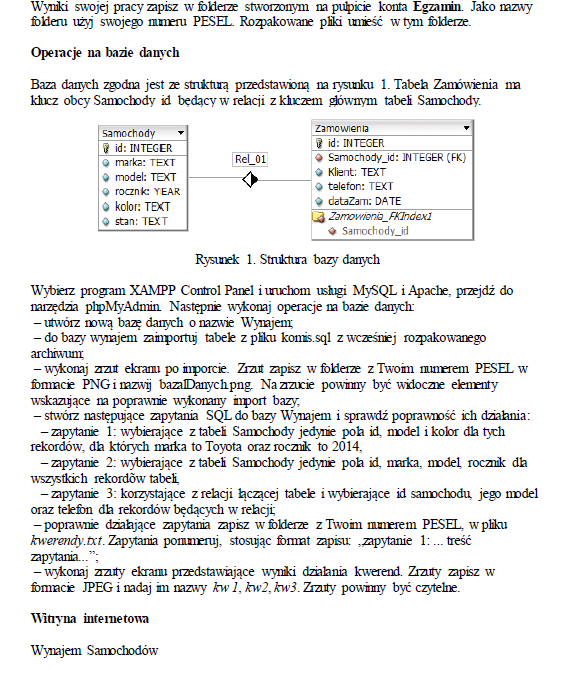 Wyniki swojej pracy zapisz w folderze stworzonym na pulpicie konta Egzamin. Jako nazwy
folderu użyj swojego numeru PESEL. Rozpakowane pliki umieść w tym folderze.
Operacje na bazie danych
Baza danych zgodna jest ze strukturą przedstawioną na rysunku 1. Tabela Zamówienia ma
klucz obcy Samochody id będący w relacji z kluczem głównym tabeli Samochody.
Samochody
id: INTEGER
marka: TEXT
model: TEXT
rocznik: YEAR
kolor: TEXT
stan: TEXT
Rel_01
Zamowienia
id: INTEGER
Samochody_id: INTEGER (FK)
Klient: TEXT
telefon: TEXT
dataZam: DATE
Zamowienia_FKIndex1
Samochody_id
Rysunek 1. Struktura bazy danych
Wybierz program XAMPP Control Panel i uruchom usługi MySQL i Apache, przejdź do
narzędzia phpMyAdmin. Następnie wykonaj operacje na bazie danych:
– utwórz nową bazę danych o nazwie Wynajem;
– do bazy wynajem zaimportuj tabele z pliku komis.sql z wcześniej rozpakowanego
archiwum;
– wykonaj zrzut ekranu po imporcie. Zrzut zapisz w folderze z Twoim numerem PESEL w
formacie PNG i nazwij bazalDanych.png. Na zrzucie powinny być widoczne elementy
wskazujące na poprawnie wykonany import bazy;
– stwórz następujące zapytania SQL do bazy Wynajem i sprawdź poprawność ich działania:
– zapytanie 1: wybierające z tabeli Samochody jedynie pola id, model i kolor dla tych
rekordów, dla których marka to Toyota oraz rocznik to 2014,
– zapytanie 2: wybierające z tabeli Samochody jedynie pola id, marka, model, rocznik dla
wszystkich rekordõw tabeli,
– zapytanie 3: korzystające z relacji łączącej tabele i wybierające id samochodu, jego model
oraz telefon dla rekordów będących w relacji;
– poprawnie działające zapytania zapisz w folderze z Twoim numerem PESEL, w pliku
kwerendy.txt. Zapytania ponumeruj, stosując format zapisu: „zapytanie 1: ... treść
zapytania...”;
– wykonaj zrzuty ekranu przedstawiające wyniki działania kwerend. Zrzuty zapisz w
formacie JPEG i nadaj im nazwy kw1, kw2, kw3. Zrzuty powinny być czytelne.
Witryna internetowa
Wynajem Samochodów